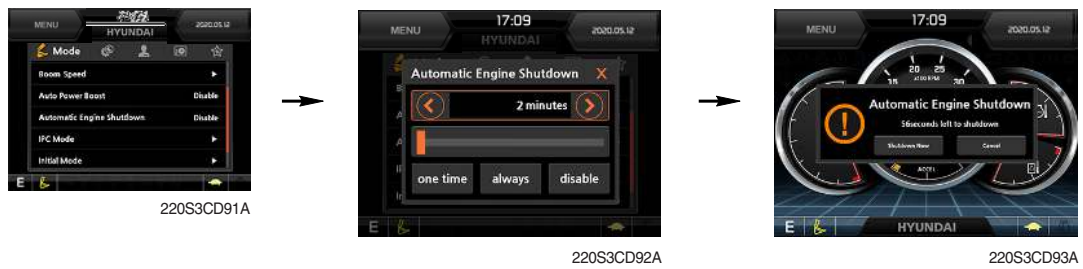 MENU
HYUNDAI
2020.05.12
Mode
Boom Speed
Auto Power Boost Disable
Automatic Engine Shutdown Disable
IPC Mode
Initial Mode
E
220S3CD91A
17:09
MENU
HYUNDAI
2020.05.12
Automatic Engine Shutdown X
2 minutes
one time always disable
E
220S3CD92A
17:09
MENU
2020.05.12
20 25
x100 RPM
15 30
Automatic Engine Shutdown
56seconds left to shutdown
Shutdown Now Cancel
ACCEL
E
HYUNDAI
220S3CD93A